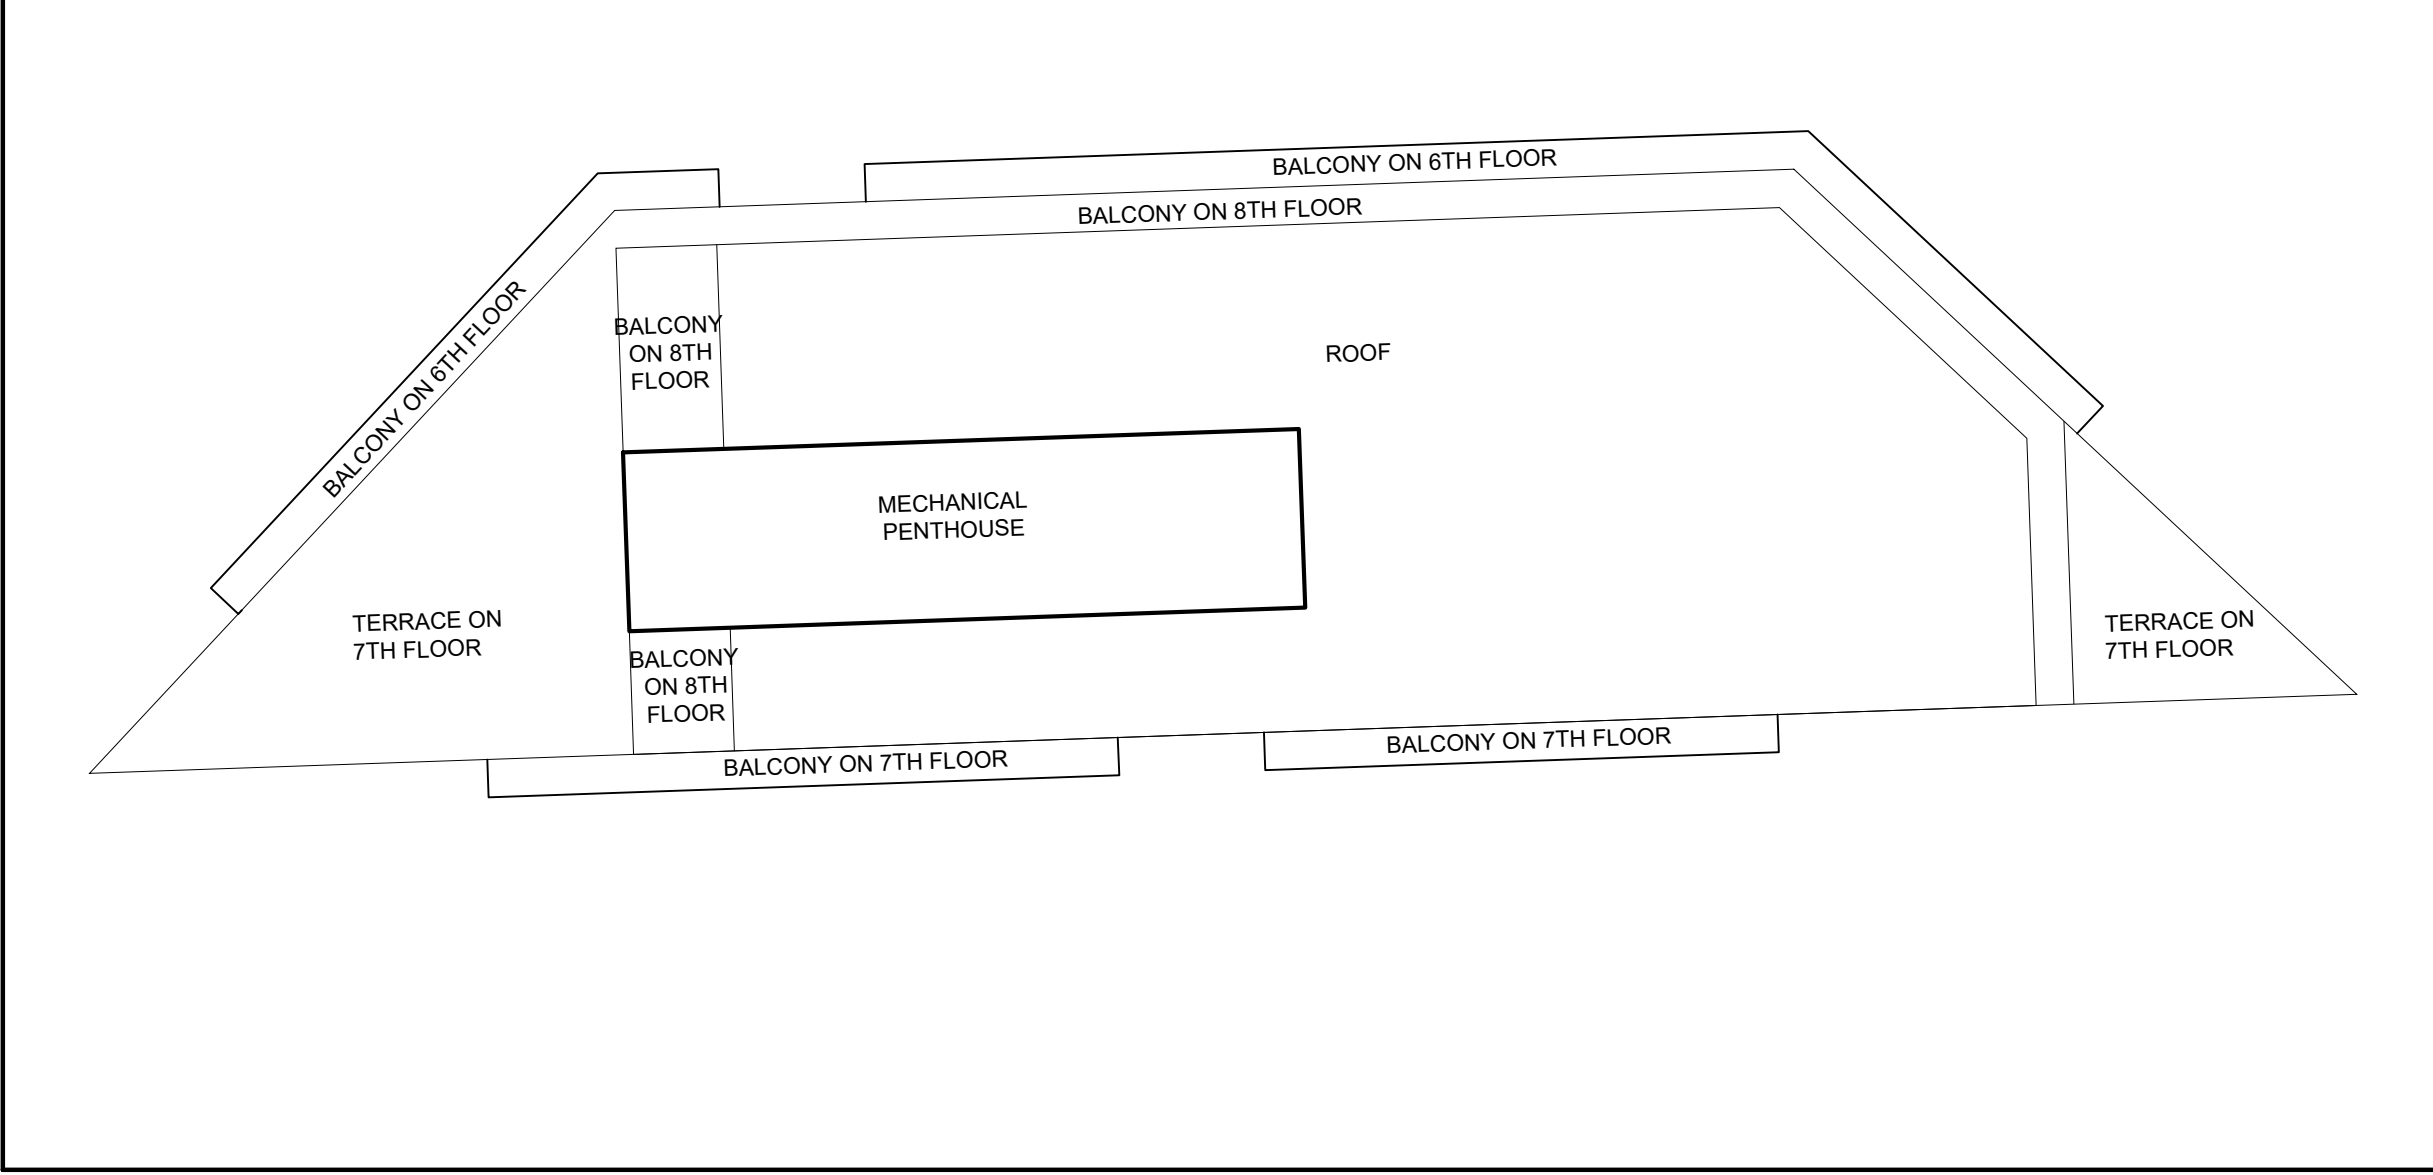 BALCONY ON 6TH FLOOR
BALCONY ON 8TH FLOOR
BALCONY ON 6TH FLOOR
BALCONY
ON 8TH
FLOOR
ROOF
MECHANICAL
PENTHOUSE
TERRACE ON
7TH FLOOR
TERRACE ON
7TH FLOOR
BALCONY
ON 8TH
FLOOR
BALCONY ON 7TH FLOOR
BALCONY ON 7TH FLOOR